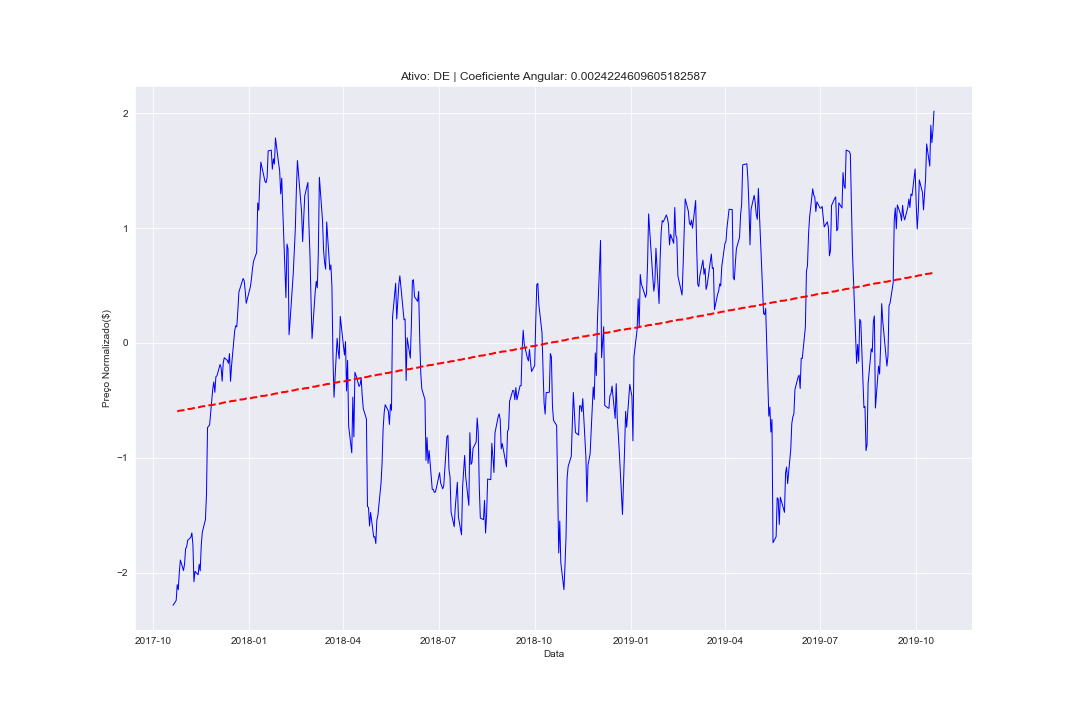 Ativo: DE | Coeficiente Angular: 0.0024224609605182587
2
1
0
−1
−2
Preço Normalizado($)
2017-10 2018-01 2018-04 2018-07 2018-10 2019-01 2019-04 2019-07 2019-10
Data